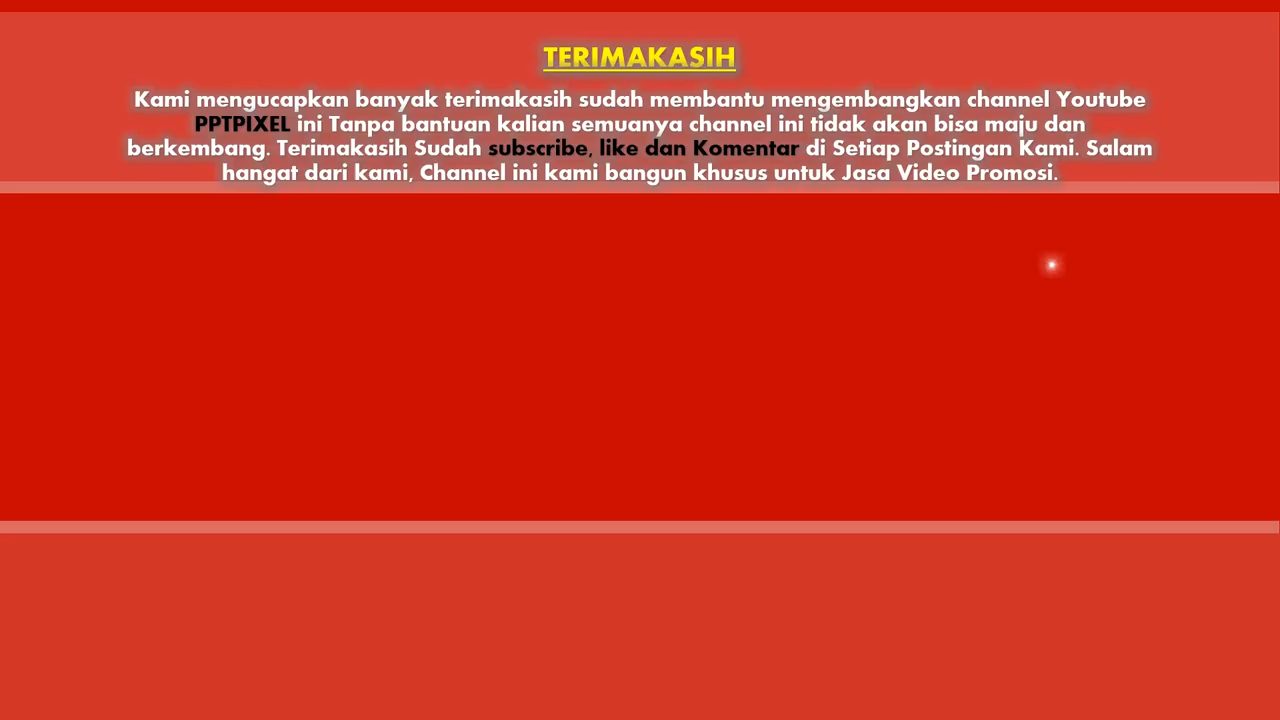 TERIMAKASIH
Kami mengucapkan banyak terimakasih sudah membantu mengembangkan channel Youtube
PPTPIXEL ini Tanpa bantuan kalian semuanya channel ini tidak akan bisa maju dan
berkembang. Terimakasih Sudah subscribe, like dan Komentar di Setiap Postingan Kami. Salam
hangat dari kami, Channel ini kami bangun khusus untuk Jasa Video Promosi.